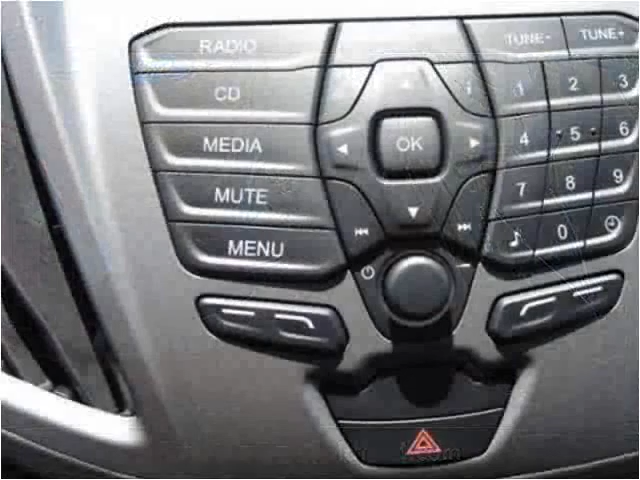 RADIO
TUNE- TUNE+
CD
i
1 2 3
MEDIA
OK
4 5 6
MUTE
7 8 9
MENU
0